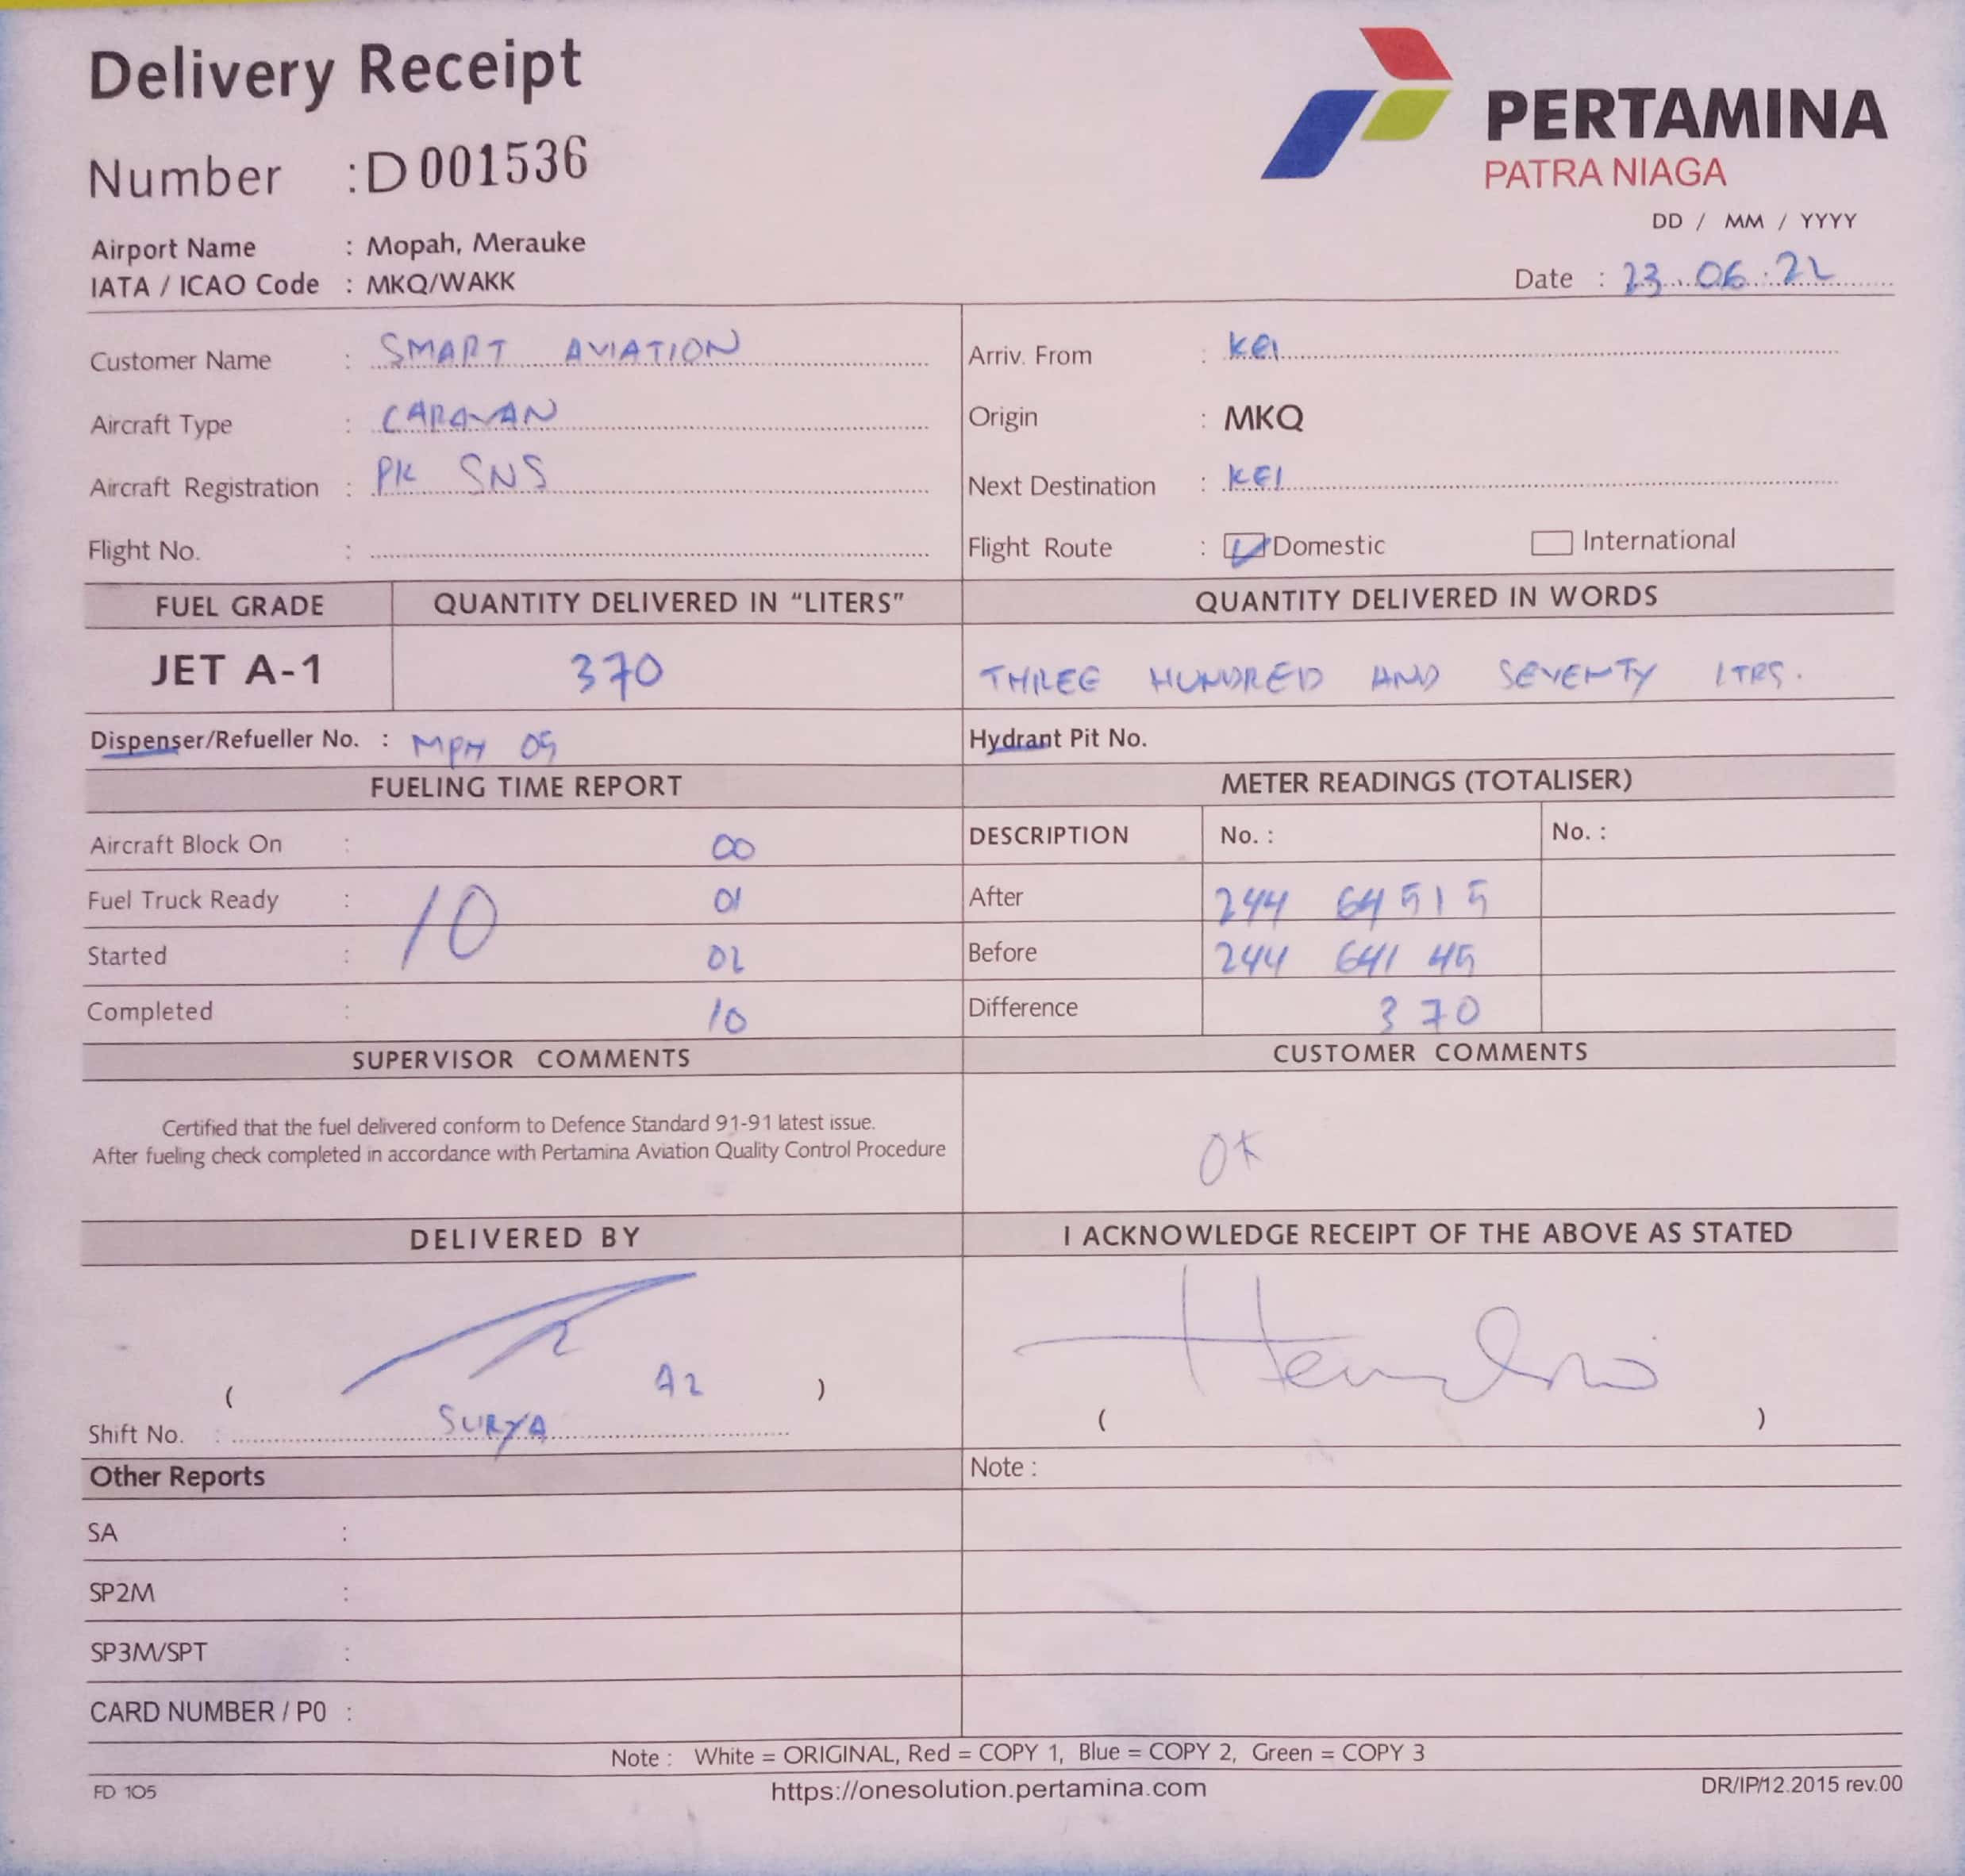 Delivery Receipt
PERTAMINA
PATRA NIAGA
Number : D 001536
DD / MM / YYYY
Airport Name : Mopah, Merauke
IATA / ICAO Code : MKQ/WAKK
Date : 23 . 06 . 22
Customer Name : SMART AVIATION
Arriv. From : KEI
Aircraft Type : CARAVAN
Origin : MKQ
Aircraft Registration : PK SNS
Next Destination : KEI
Flight No. :
Flight Route : Domestic International
FUEL GRADE QUANTITY DELIVERED IN “LITERS” QUANTITY DELIVERED IN WORDS
JET A-1 370 THREE HUNDRED AND SEVENTY LTRS.
Dispenser/Refueller No. : MPH 05 Hydrant Pit No.
FUELING TIME REPORT METER READINGS (TOTALISER)
Aircraft Block On : 00 DESCRIPTION No. : No. :
Fuel Truck Ready : 10 01 After 244 64 515
Started : 02 Before 244 641 45
Completed : 10 Difference 370
SUPERVISOR COMMENTS CUSTOMER COMMENTS
Certified that the fuel delivered conform to Defence Standard 91-91 latest issue.
After fueling check completed in accordance with Pertamina Aviation Quality Control Procedure
OK
DELIVERED BY I ACKNOWLEDGE RECEIPT OF THE ABOVE AS STATED
( A2 ) ( )
Shift No. : SURYA
Other Reports Note :
SA :
SP2M :
SP3M/SPT :
CARD NUMBER / P0 :
Note : White = ORIGINAL, Red = COPY 1, Blue = COPY 2, Green = COPY 3
FD 105 https://onesolution.pertamina.com DR/IP/12.2015 rev.00